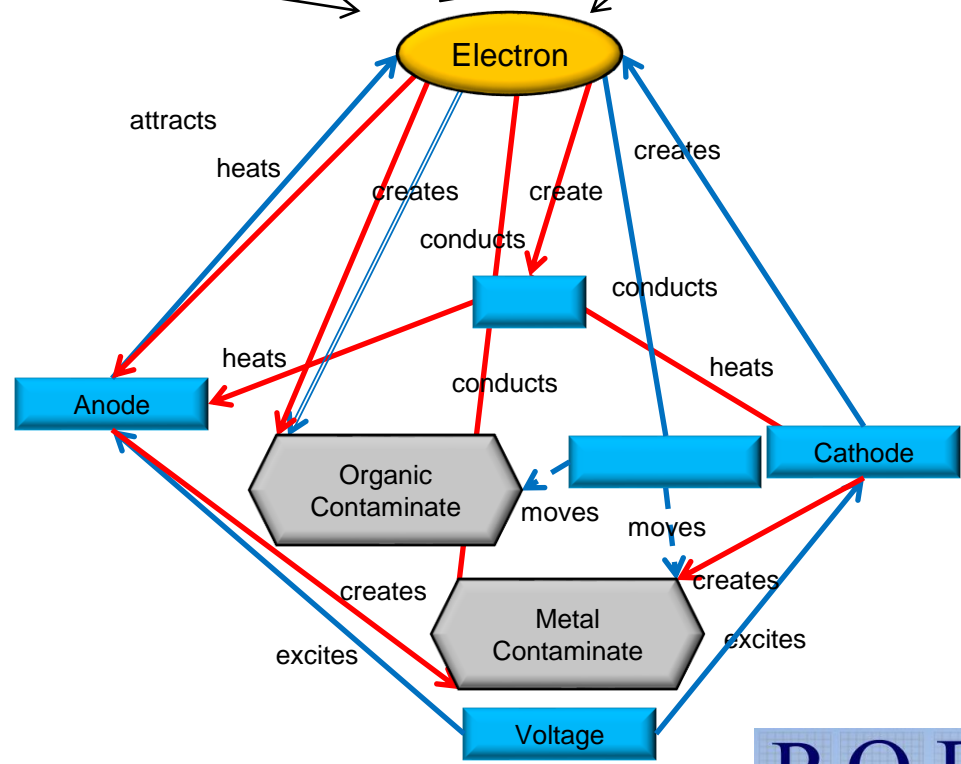 Electron
attracts
creates
heats
creates
create
conducts
conducts
heats
conducts
heats
Anode
Cathode
Organic
Contaminate
moves
moves
creates
creates
Metal
Contaminate
excites
excites
Voltage